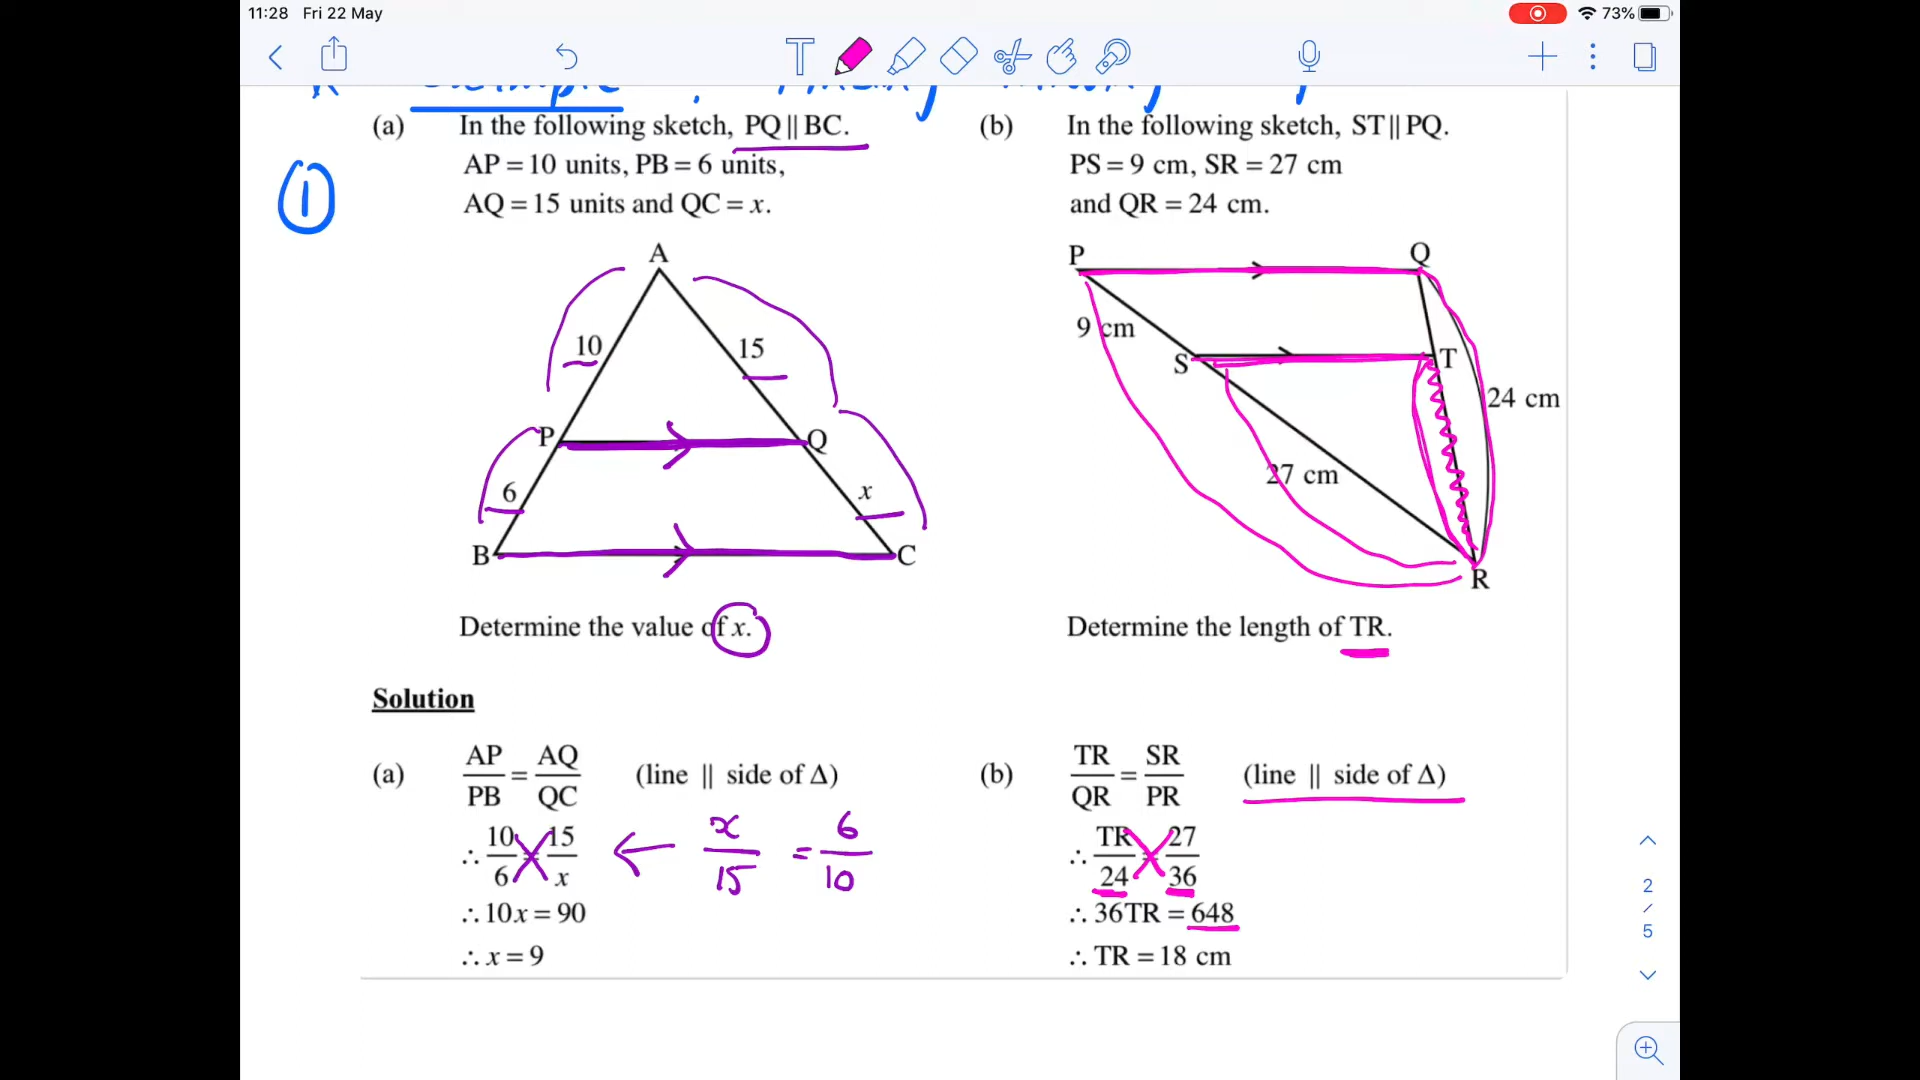 11:28 Fri 22 May
73%
T
(a) In the following sketch, PQ || BC.
AP = 10 units, PB = 6 units,
AQ = 15 units and QC = x.
①
A
10
15
P
Q
6
x
B
C
Determine the value of x.
(b) In the following sketch, ST || PQ.
PS = 9 cm, SR = 27 cm
and QR = 24 cm.
P
Q
9 cm
S
T
24 cm
27 cm
R
Determine the length of TR.
Solution
(a) AP/PB = AQ/QC (line || side of Δ)
∴ 10/6 = 15/x ← x/15 = 6/10
∴ 10x = 90
∴ x = 9
(b) TR/QR = SR/PR (line || side of Δ)
∴ TR/24 = 27/36
∴ 36TR = 648
∴ TR = 18 cm
2
/
5